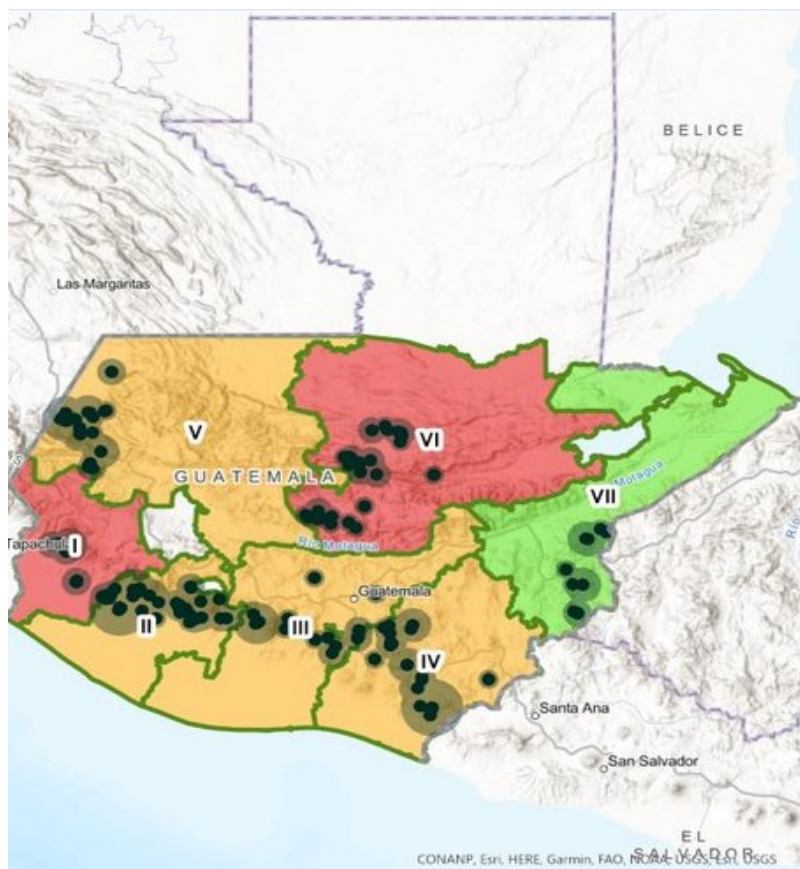 BELICE
Las Margaritas
V
VI
GUATEMALA
Motagua
VII
Tapachula
I
Río Motagua
Guatemala
II
III
IV
Santa Ana
San Salvador
EL
SALVADOR
CONANP, Esri, HERE, Garmin, FAO, NOAA, USGS, Esri, USGS